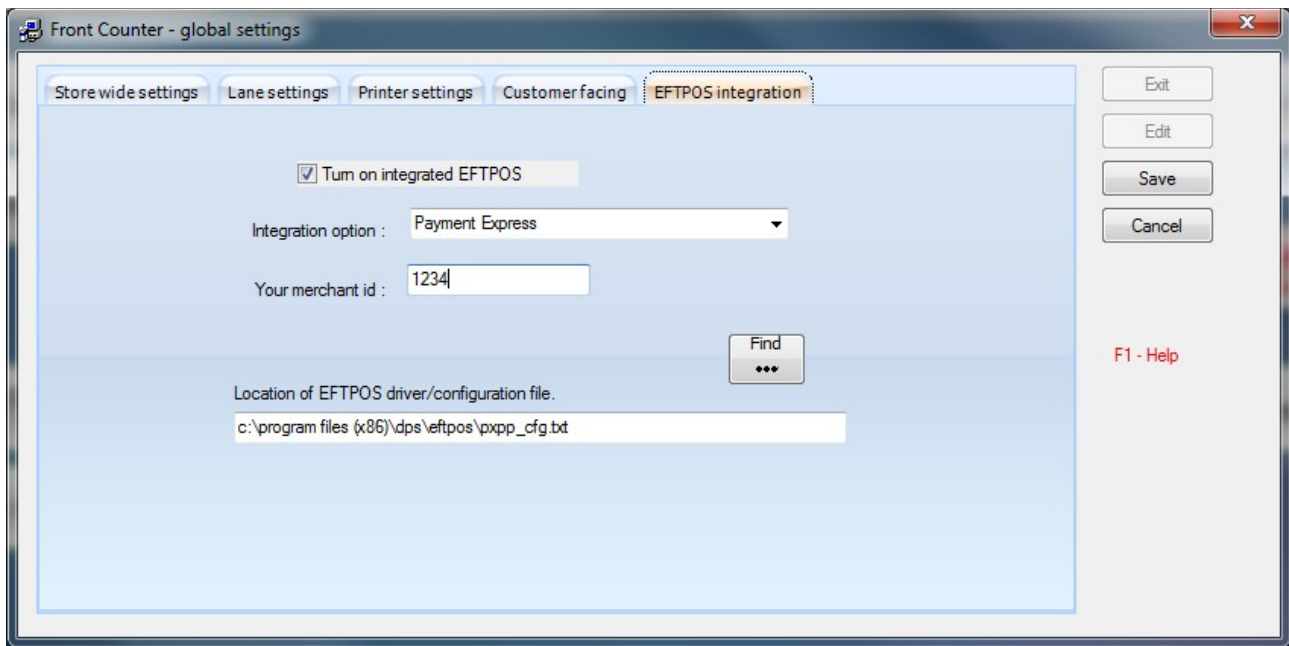 Front Counter - global settings
x
Store wide settings Lane settings Printer settings Customer facing EFTPOS integration
Exit
Edit
Turn on integrated EFTPOS
Save
Integration option : Payment Express
Cancel
Your merchant id : 1234
Find
•••
F1 - Help
Location of EFTPOS driver/configuration file.
c:\program files (x86)\dps\eftpos\pxpp_cfg.txt